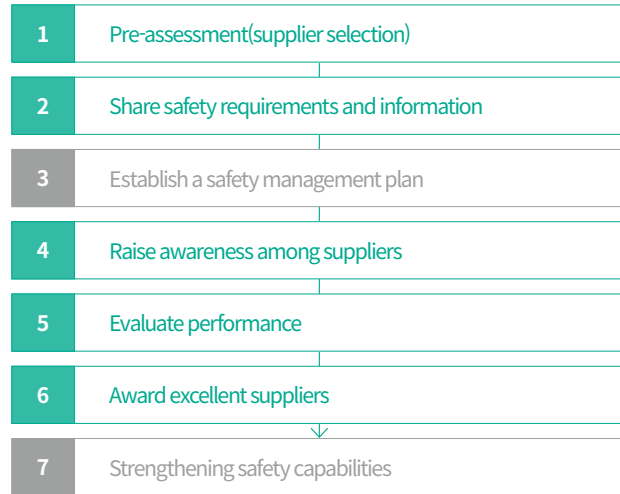 1 Pre-assessment(supplier selection)
2 Share safety requirements and information
3 Establish a safety management plan
4 Raise awareness among suppliers
5 Evaluate performance
6 Award excellent suppliers
7 Strengthening safety capabilities